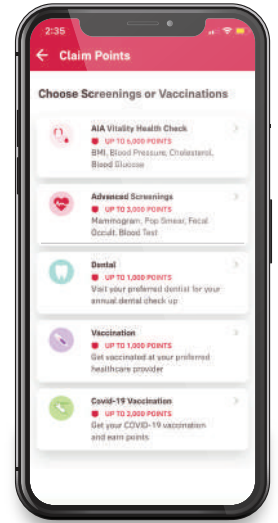 2:35
Claim Points
Choose Screenings or Vaccinations
AIA Vitality Health Check
UP TO 6,000 POINTS
BMI, Blood Pressure, Cholesterol,
Blood Glucose
Advanced Screenings
UP TO 3,000 POINTS
Mammogram, Pap Smear, Fecal
Occult, Blood Test
Dental
UP TO 1,000 POINTS
Visit your preferred dentist for your
annual dental check up
Vaccination
UP TO 1,000 POINTS
Get vaccinated at your preferred
healthcare provider
Covid-19 Vaccination
UP TO 2,000 POINTS
Get your COVID-19 vaccination
and earn points